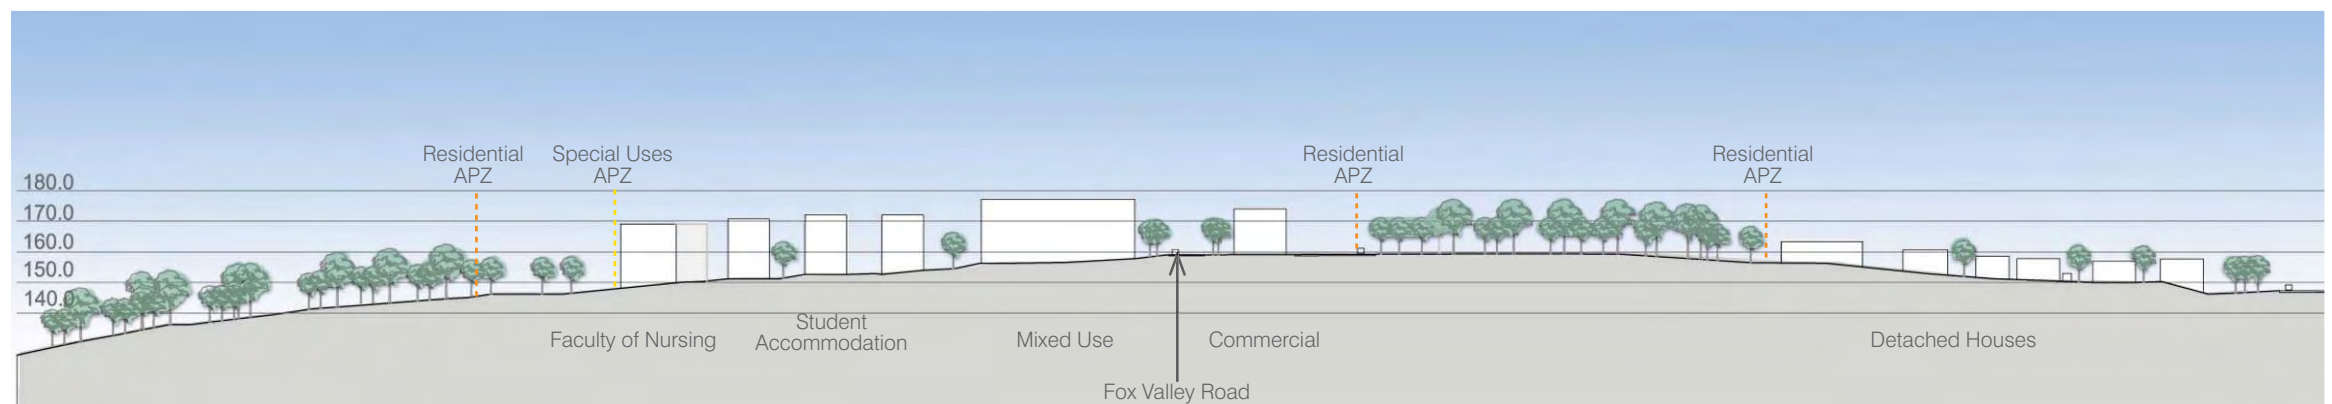 Residential
APZ
Special Uses
APZ
Residential
APZ
Residential
APZ
180.0
170.0
160.0
150.0
140.0
Faculty of Nursing
Student
Accommodation
Mixed Use
Commercial
Detached Houses
Fox Valley Road